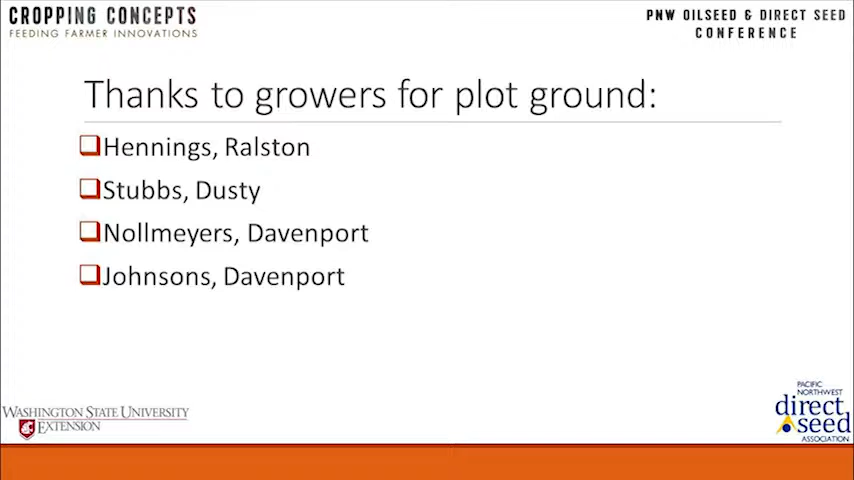 CROPPING CONCEPTS
FEEDING FARMER INNOVATIONS
PNW OILSEED & DIRECT SEED
CONFERENCE
Thanks to growers for plot ground:
Hennings, Ralston
Stubbs, Dusty
Nollmeyers, Davenport
Johnsons, Davenport
WASHINGTON STATE UNIVERSITY
EXTENSION
PACIFIC
NORTHWEST
direct
seed
ASSOCIATION